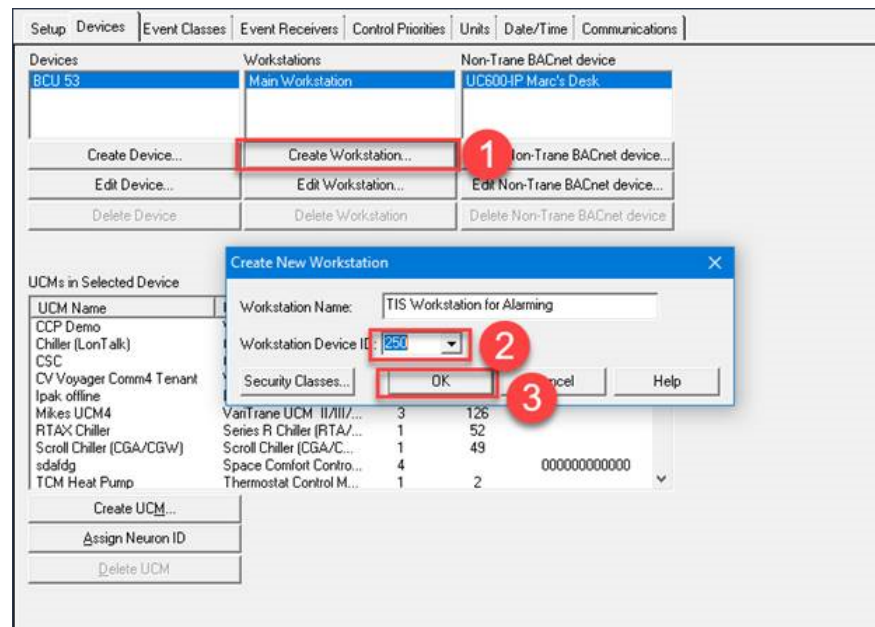 Setup Devices Event Classes Event Receivers Control Priorities Units Date/Time Communications
Devices Workstations Non-Trane BACnet device
BCU 53 Main Workstation UC600-IP Marc's Desk
Create Device... Create Workstation... 1 Non-Trane BACnet device...
Edit Device... Edit Workstation... Edit Non-Trane BACnet device...
Delete Device Delete Workstation Delete Non-Trane BACnet device
Create New Workstation
UCMs in Selected Device
UCM Name
Workstation Name: TIS Workstation for Alarming
CCP Demo
Chiller (LonTalk)
Workstation Device ID: 250 2
CSC
CV Voyager Comm4 Tenant
Security Classes... OK 3 Help
Ipak offline
Mikes UCM4 VariTrane UCM II/III/... 3 126
RTAX Chiller Series R Chiller (RTA/... 1 52
Scroll Chiller (CGA/CGW) Scroll Chiller (CGA/C... 1 49
sdafdg Space Comfort Contro... 4 000000000000
TCM Heat Pump Thermostat Control M... 1 2
Create UCM...
Assign Neuron ID
Delete UCM